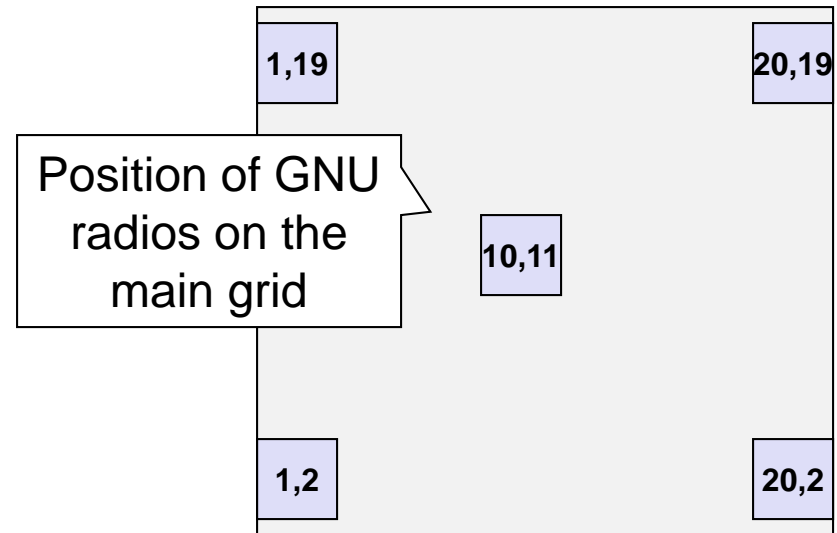 1,19
20,19
Position of GNU
radios on the
main grid
10,11
1,2
20,2